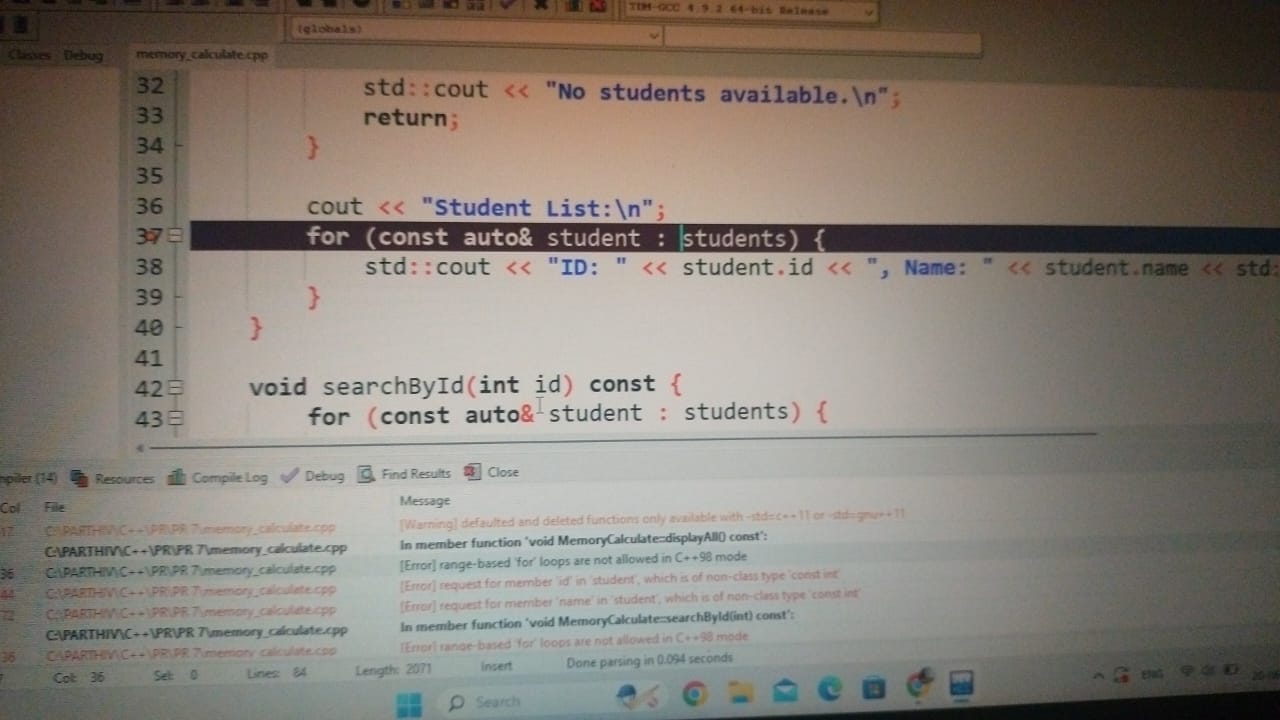 TDM-GCC 4.9.2 64-bit Release
(globals)
Classes Debug memory_calculate.cpp
32 std::cout << "No students available.\n";
33 return;
34 }
35
36 cout << "Student List:\n";
37 for (const auto& student : students) {
38 std::cout << "ID: " << student.id << ", Name: " << student.name << std:
39 }
40 }
41
42 void searchById(int id) const {
43 for (const auto& student : students) {
mpiler (14) Resources Compile Log Debug Find Results Close
Col File Message
17 C:\PARTHIV\C++\PR\PR 7\memory_calculate.cpp [Warning] defaulted and deleted functions only available with -std=c++11 or -std=gnu++11
C:\PARTHIV\C++\PR\PR 7\memory_calculate.cpp In member function 'void MemoryCalculate::displayAll() const':
36 C:\PARTHIV\C++\PR\PR 7\memory_calculate.cpp [Error] range-based 'for' loops are not allowed in C++98 mode
44 C:\PARTHIV\C++\PR\PR 7\memory_calculate.cpp [Error] request for member 'id' in 'student', which is of non-class type 'const int'
72 C:\PARTHIV\C++\PR\PR 7\memory_calculate.cpp [Error] request for member 'name' in 'student', which is of non-class type 'const int'
C:\PARTHIV\C++\PR\PR 7\memory_calculate.cpp In member function 'void MemoryCalculate::searchById(int) const':
36 C:\PARTHIV\C++\PR\PR 7\memory_calculate.cpp [Error] range-based 'for' loops are not allowed in C++98 mode
Col: 36 Sel: 0 Lines: 84 Length: 2071 Insert Done parsing in 0.094 seconds
Search ENG